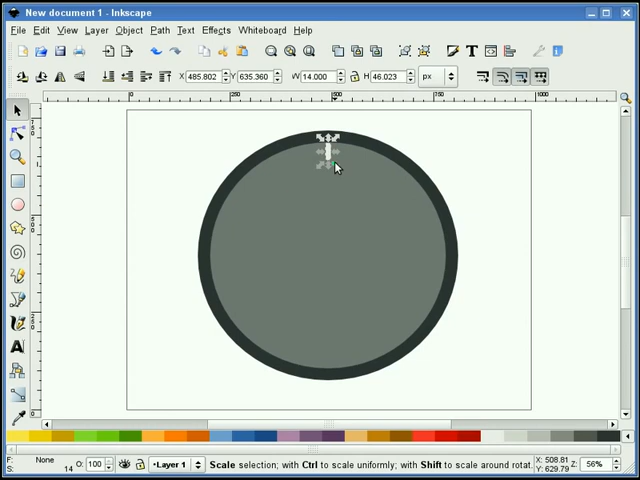 New document 1 - Inkscape
File Edit View Layer Object Path Text Effects Whiteboard Help
X 485.802 Y 635.360 W 14.000 H 46.023 px
0 250 500 750 1000
F: None
S: 14 O: 100 •Layer 1 Scale selection; with Ctrl to scale uniformly; with Shift to scale around rotat. X: 508.81 Y: 629.79 Z: 56%